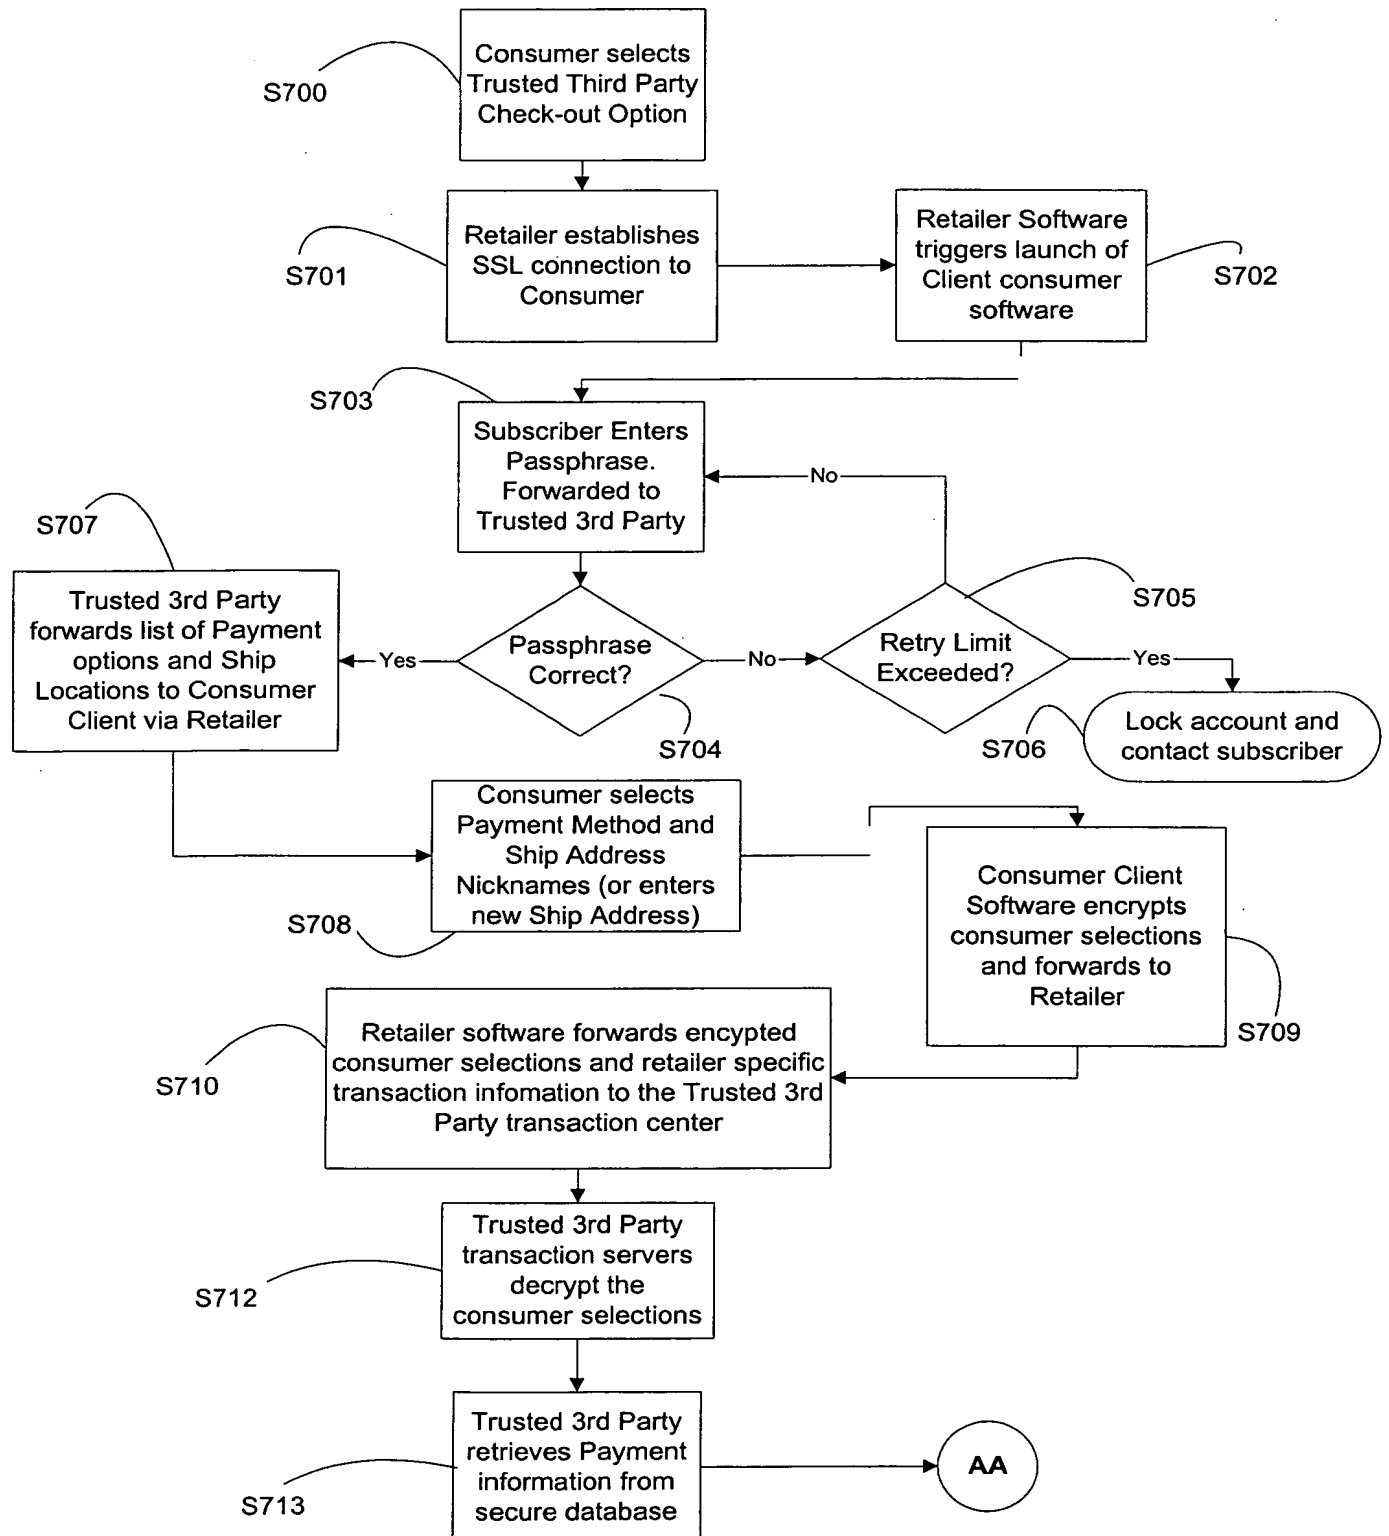 Consumer selects
Trusted Third Party
Check-out Option
S700
Retailer establishes
SSL connection to
Consumer
S701
Retailer Software
triggers launch of
Client consumer
software
S702
S703
Subscriber Enters
Passphrase.
Forwarded to
Trusted 3rd Party
No
S707
Trusted 3rd Party
forwards list of Payment
options and Ship
Locations to Consumer
Client via Retailer
Yes
Passphrase
Correct?
S704
No
Retry Limit
Exceeded?
S705
Yes
S706
Lock account and
contact subscriber
Consumer selects
Payment Method and
Ship Address
Nicknames (or enters
new Ship Address)
S708
Consumer Client
Software encrypts
consumer selections
and forwards to
Retailer
S709
Retailer software forwards encypted
consumer selections and retailer specific
transaction infomation to the Trusted 3rd
Party transaction center
S710
Trusted 3rd Party
transaction servers
decrypt the
consumer selections
S712
Trusted 3rd Party
retrieves Payment
information from
secure database
S713
AA